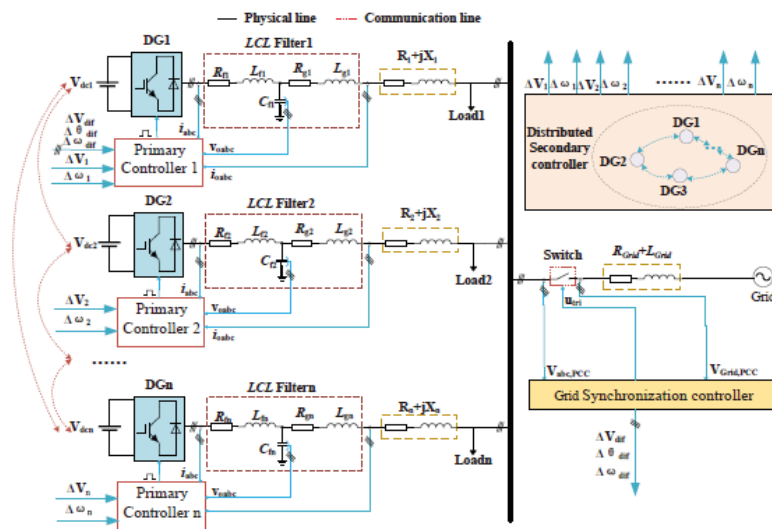 Physical line
Communication line
DG1
LCL Filter1
Vdc1
Rf1
Lf1
Rg1
Lg1
Cf1
R1+jX1
Load1
ΔVdif
Δθdif
Δωdif
ΔV1
Δω1
Primary
Controller 1
iabc
voabc
ioabc
DG2
LCL Filter2
Vdc2
Rf2
Lf2
Rg2
Lg2
Cf2
R2+jX2
Load2
ΔV2
Δω2
Primary
Controller 2
iabc
voabc
ioabc
......
DGn
LCL Filtern
Vdcn
Rfn
Lfn
Rgn
Lgn
Cfn
Rn+jXn
Loadn
ΔVn
Δωn
Primary
Controller n
iabc
voabc
ioabc
ΔV1 Δω1 ΔV2 Δω2 ...... ΔVn Δωn
Distributed
Secondary
controller
DG1
DG2
DG3
DGn
Switch
RGrid+LGrid
Grid
Vabc,PCC
VGrid,PCC
Grid Synchronization controller
ΔVdif
Δθdif
Δωdif